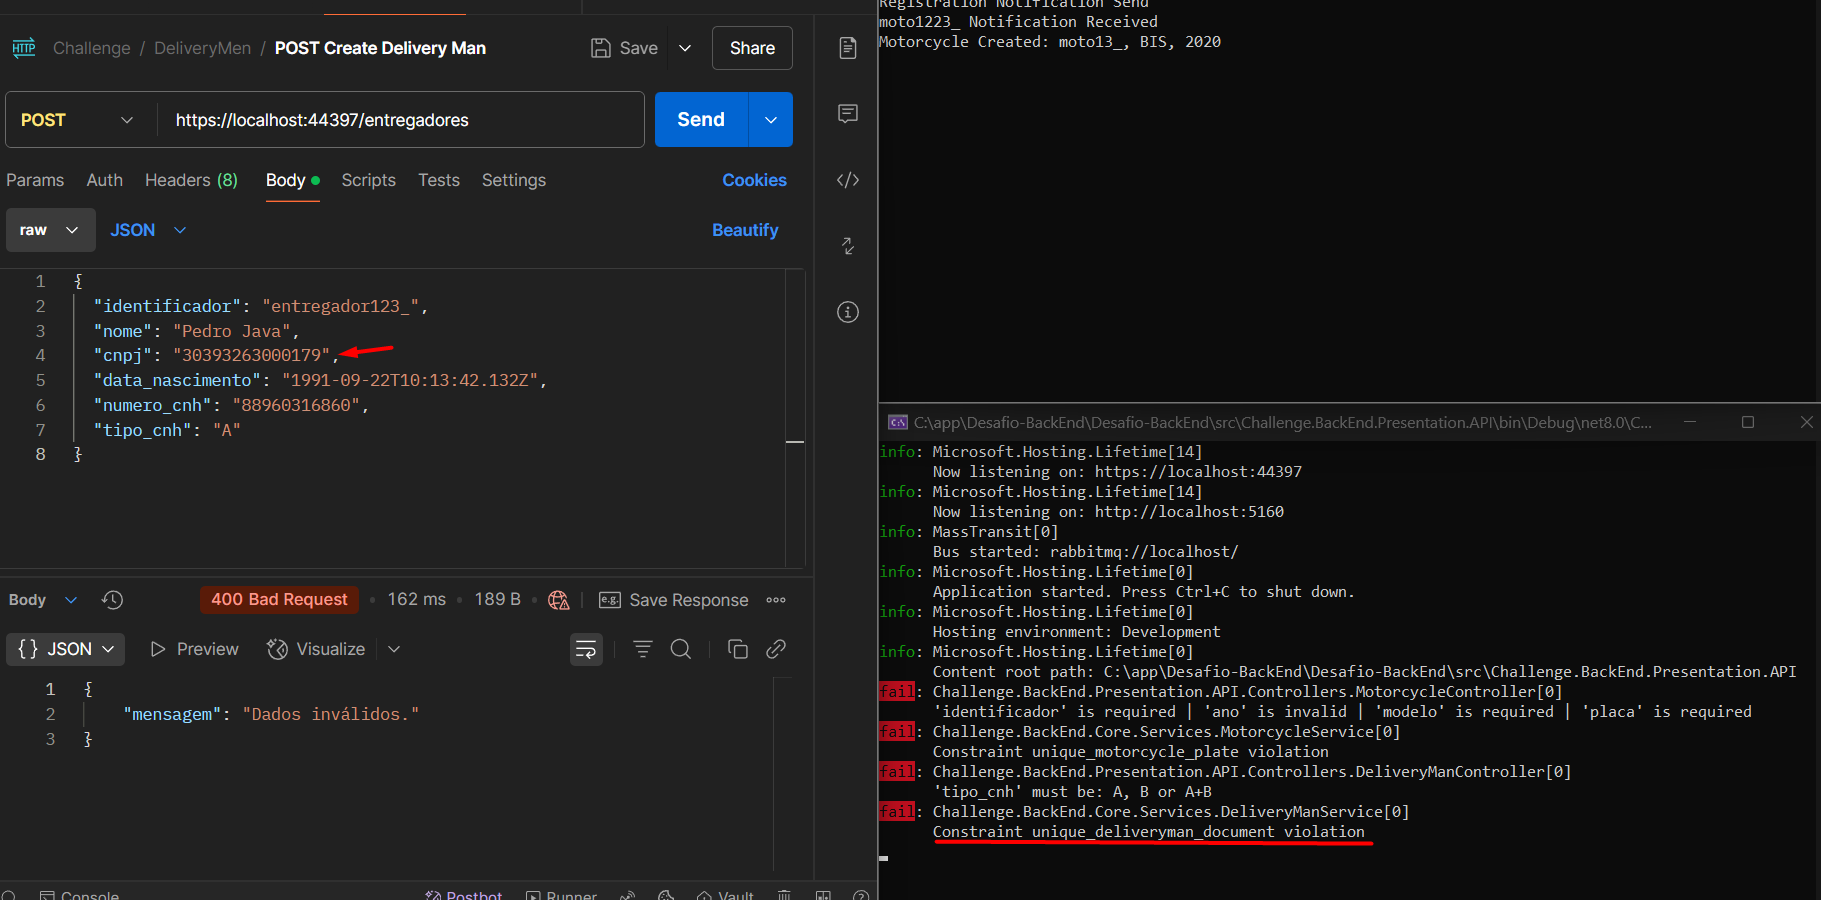 Challenge / DeliveryMen / POST Create Delivery Man
Save
Share
POST
https://localhost:44397/entregadores
Send
Params
Auth
Headers (8)
Body
Scripts
Tests
Settings
Cookies
raw
JSON
Beautify
1 {
2 "identificador": "entregador123_",
3 "nome": "Pedro Java",
4 "cnpj": "30393263000179",
5 "data_nascimento": "1991-09-22T10:13:42.132Z",
6 "numero_cnh": "88960316860",
7 "tipo_cnh": "A"
8 }
Body
400 Bad Request • 162 ms • 189 B
e.g. Save Response
{} JSON
Preview
Visualize
1 {
2 "mensagem": "Dados inválidos."
3 }
Console
Postbot
Runner
Vault
Registration Notification Send
moto1223_ Notification Received
Motorcycle Created: moto13_, BIS, 2020
C:\app\Desafio-BackEnd\Desafio-BackEnd\src\Challenge.BackEnd.Presentation.API\bin\Debug\net8.0\C...
info: Microsoft.Hosting.Lifetime[14]
Now listening on: https://localhost:44397
info: Microsoft.Hosting.Lifetime[14]
Now listening on: http://localhost:5160
info: MassTransit[0]
Bus started: rabbitmq://localhost/
info: Microsoft.Hosting.Lifetime[0]
Application started. Press Ctrl+C to shut down.
info: Microsoft.Hosting.Lifetime[0]
Hosting environment: Development
info: Microsoft.Hosting.Lifetime[0]
Content root path: C:\app\Desafio-BackEnd\Desafio-BackEnd\src\Challenge.BackEnd.Presentation.API
fail: Challenge.BackEnd.Presentation.API.Controllers.MotorcycleController[0]
'identificador' is required | 'ano' is invalid | 'modelo' is required | 'placa' is required
fail: Challenge.BackEnd.Core.Services.MotorcycleService[0]
Constraint unique_motorcycle_plate violation
fail: Challenge.BackEnd.Presentation.API.Controllers.DeliveryManController[0]
'tipo_cnh' must be: A, B or A+B
fail: Challenge.BackEnd.Core.Services.DeliveryManService[0]
Constraint unique_deliveryman_document violation